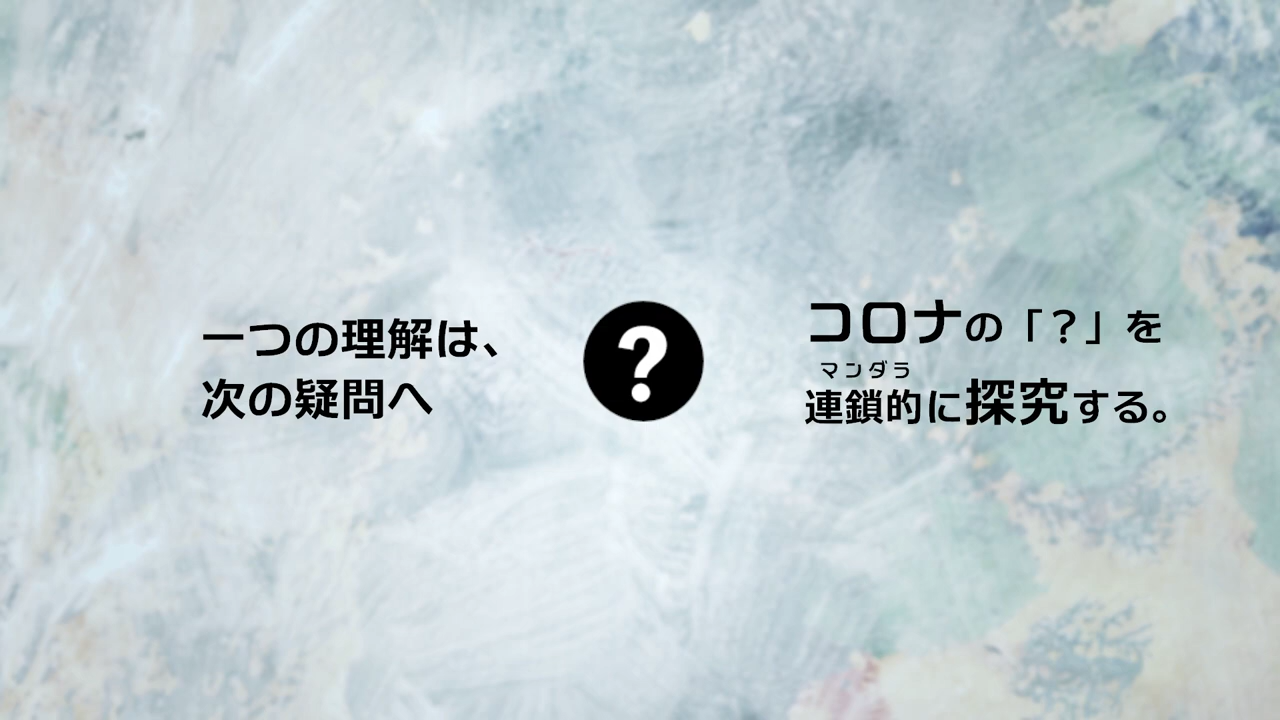 一つの理解は、
次の疑問へ
?
コロナの「？」を
マンダラ
連鎖的に探究する。